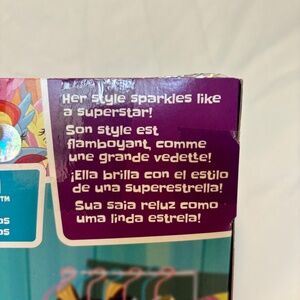 Her style sparkles like
a superstar!
Son style est
flamboyant, comme
une grande vedette!
¡Ella brilla con el estilo
de una superestrella!
Sua saia reluz como
uma linda estrela!
TM